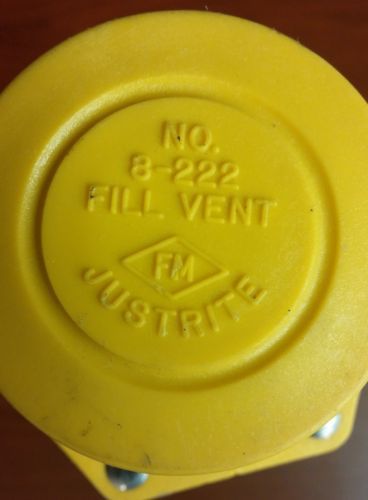 NO.
8-222
FILL VENT
FM
JUSTRITE